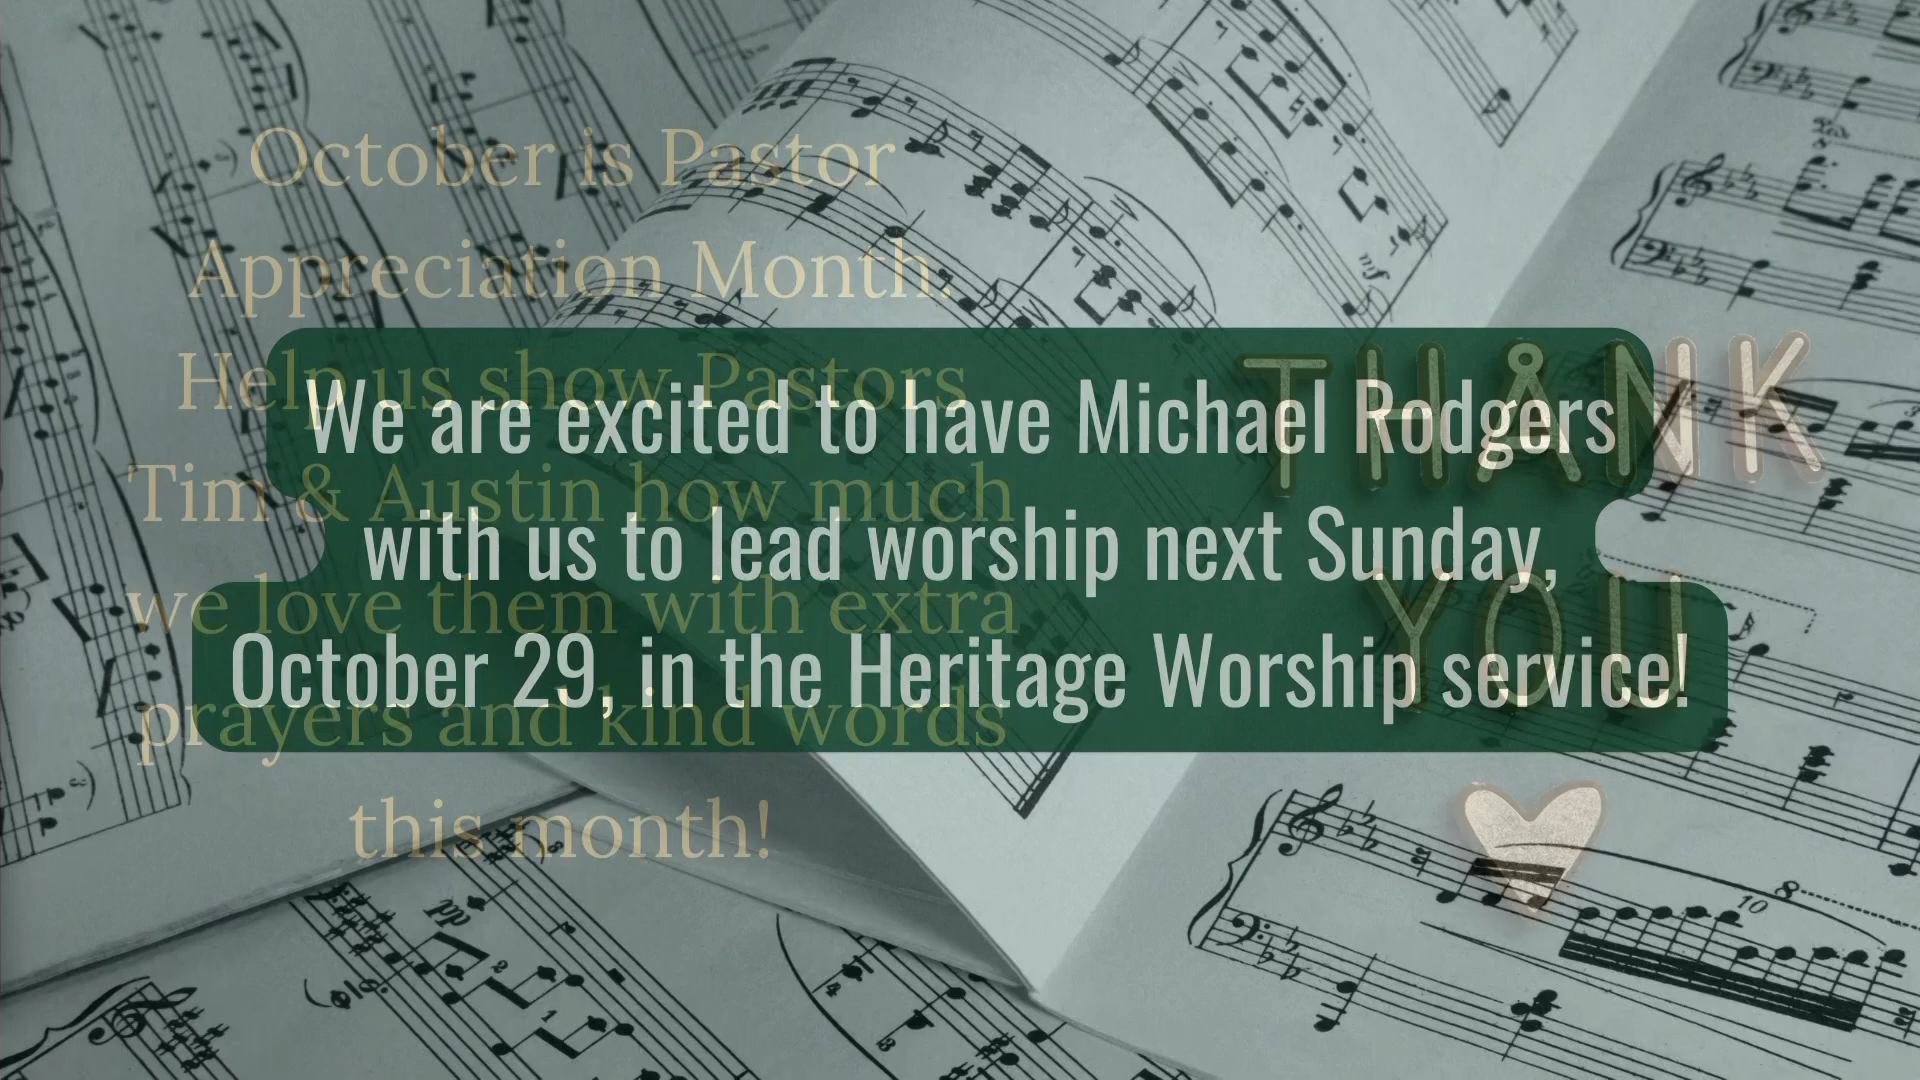 October is Pastor
Appreciation Month.
Help us show Pastors
Tim & Austin how much
we love them with extra
prayers and kind words
this month!
THANK
YOU
We are excited to have Michael Rodgers
with us to lead worship next Sunday,
October 29, in the Heritage Worship service!